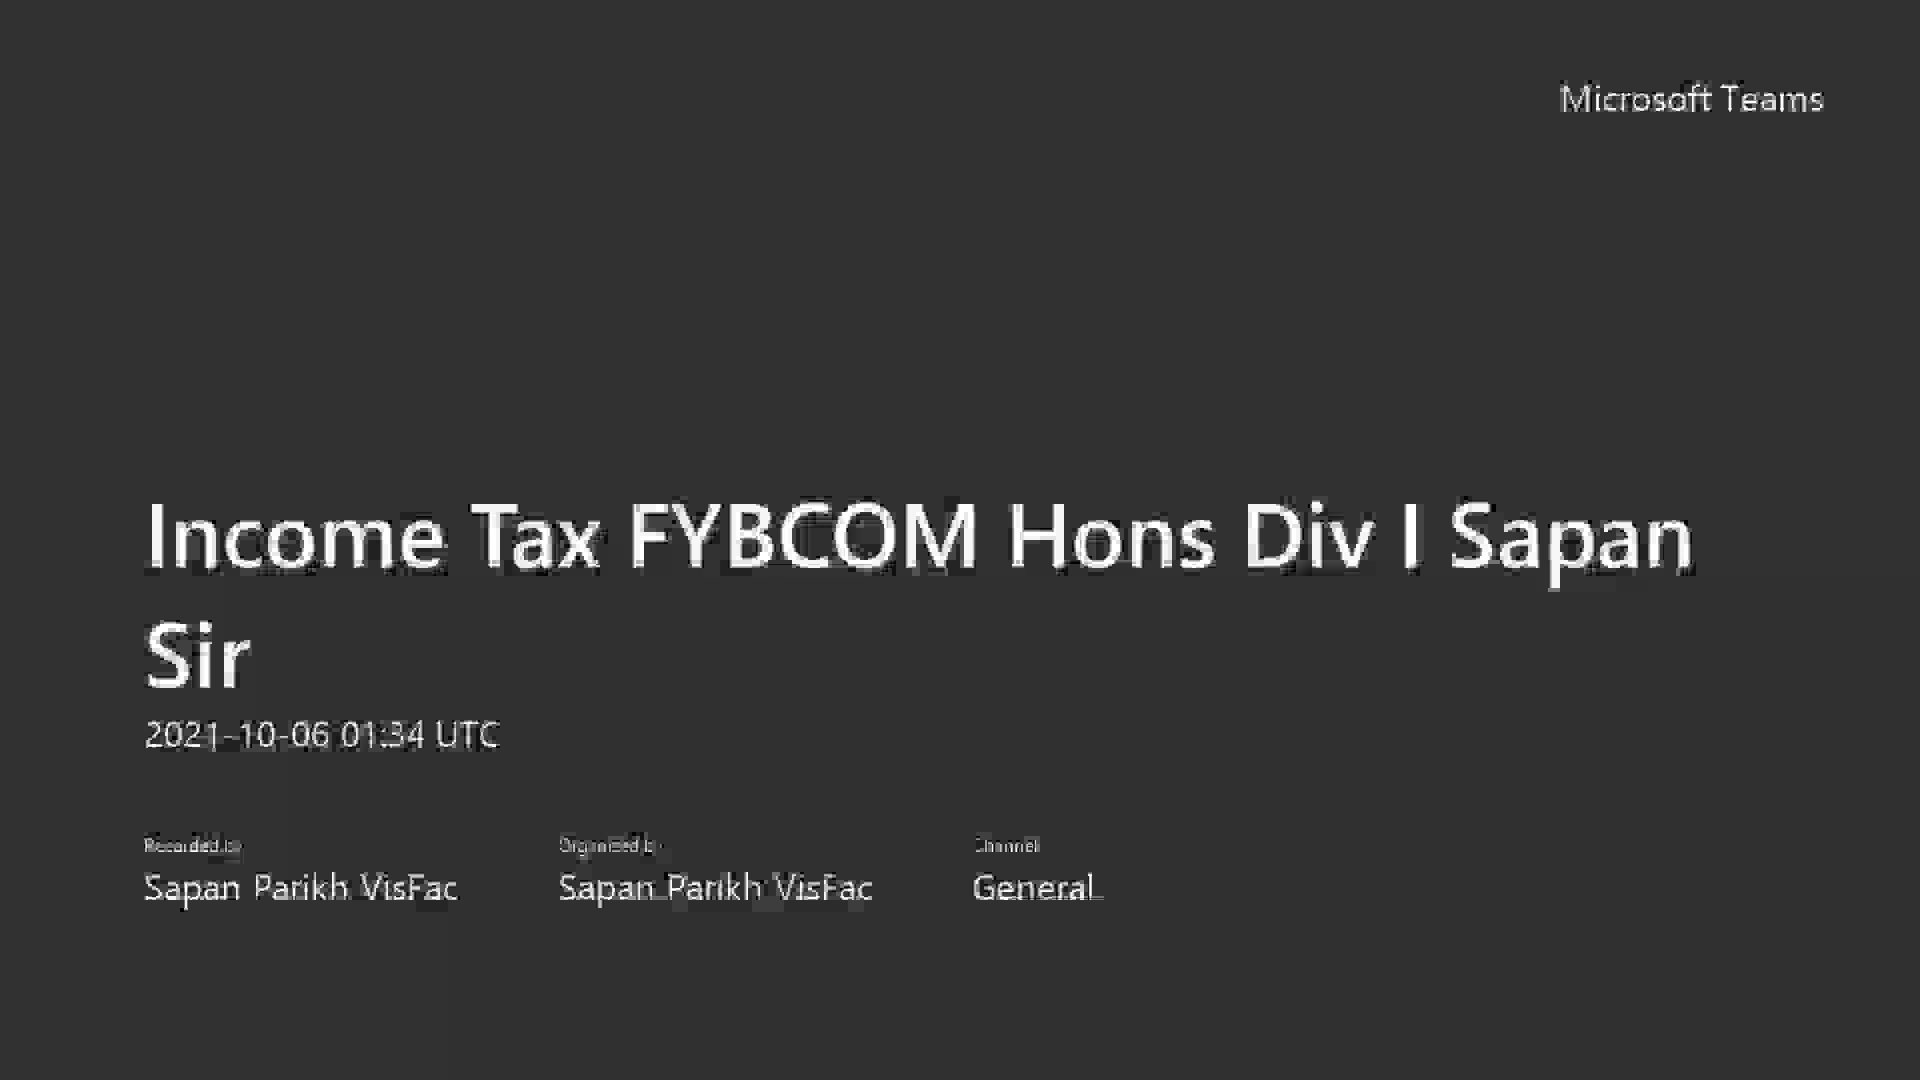 Microsoft Teams
Income Tax FYBCOM Hons Div I Sapan
Sir
2021-10-06 01:34 UTC
Recorded by
Organized by
Channel
Sapan Parikh VisFac
Sapan Parikh VisFac
General